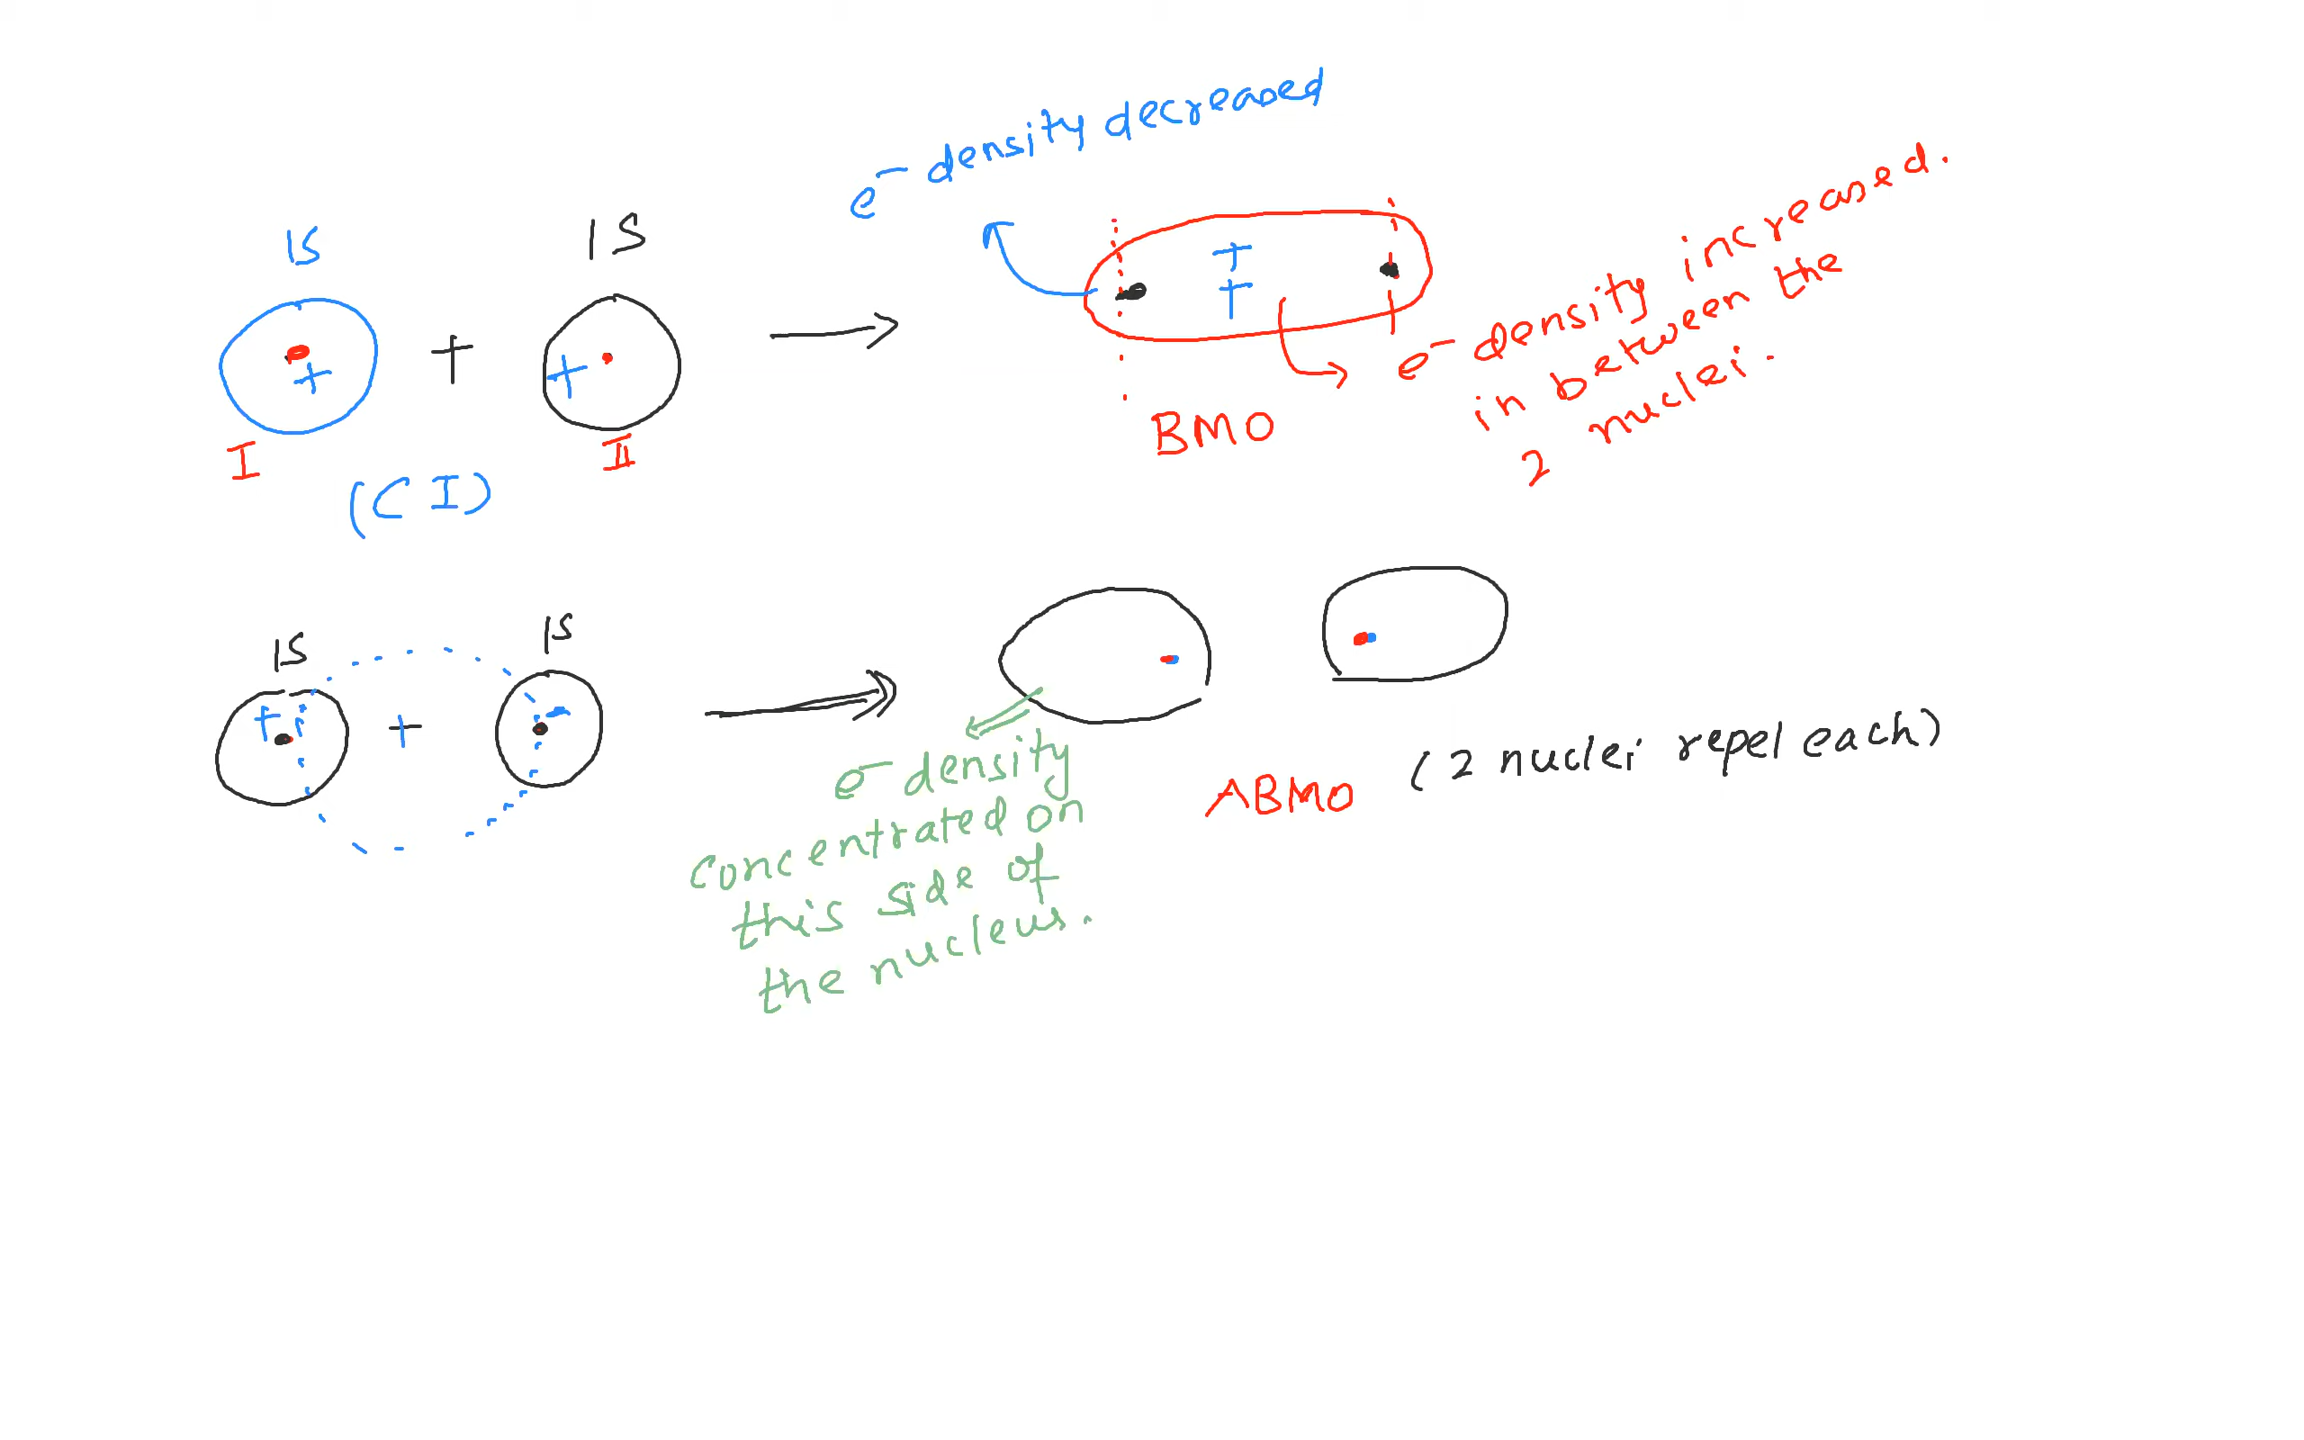 e⁻ density decreased
1S
1S
+
+
+
+
+
e⁻ density increased.
in between the
2 nuclei.
I
II
(CI)
BMO
1S
1S
+
+
-
e⁻ density
concentrated on
this side of
the nucleus.
ABMO
(2 nuclei repel each)